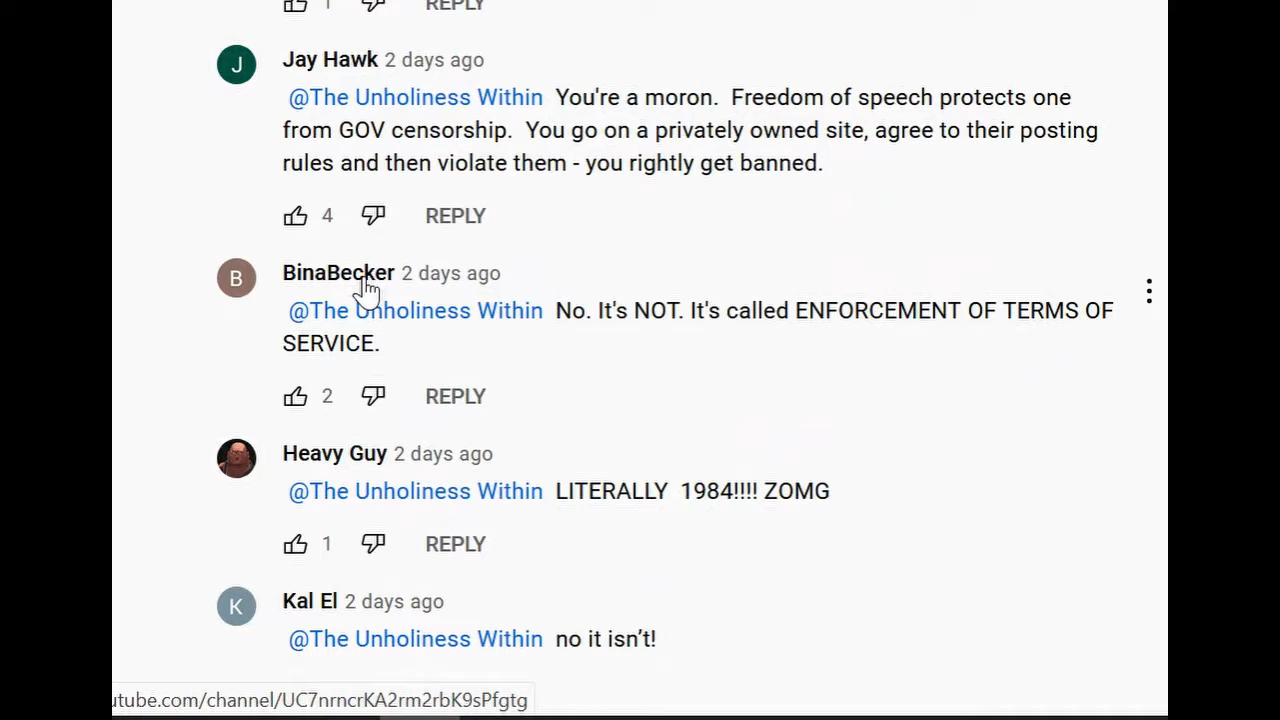 1 REPLY
J Jay Hawk 2 days ago
@The Unholiness Within You're a moron. Freedom of speech protects one
from GOV censorship. You go on a privately owned site, agree to their posting
rules and then violate them - you rightly get banned.
4 REPLY
B BinaBecker 2 days ago
@The Unholiness Within No. It's NOT. It's called ENFORCEMENT OF TERMS OF
SERVICE.
2 REPLY
Heavy Guy 2 days ago
@The Unholiness Within LITERALLY 1984!!!! ZOMG
1 REPLY
K Kal El 2 days ago
@The Unholiness Within no it isn’t!
utube.com/channel/UC7nrncrKA2rm2rbK9sPfgtg